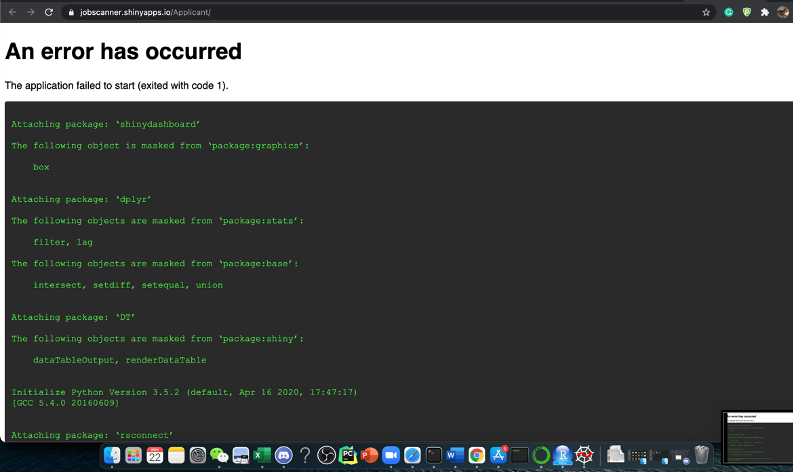 jobscanner.shinyapps.io/Applicant/
An error has occurred
The application failed to start (exited with code 1).
Attaching package: ‘shinydashboard’
The following object is masked from ‘package:graphics’:
box
Attaching package: ‘dplyr’
The following objects are masked from ‘package:stats’:
filter, lag
The following objects are masked from ‘package:base’:
intersect, setdiff, setequal, union
Attaching package: ‘DT’
The following objects are masked from ‘package:shiny’:
dataTableOutput, renderDataTable
Initialize Python Version 3.5.2 (default, Apr 16 2020, 17:47:17)
[GCC 5.4.0 20160609]
Attaching package: ‘rsconnect’
22